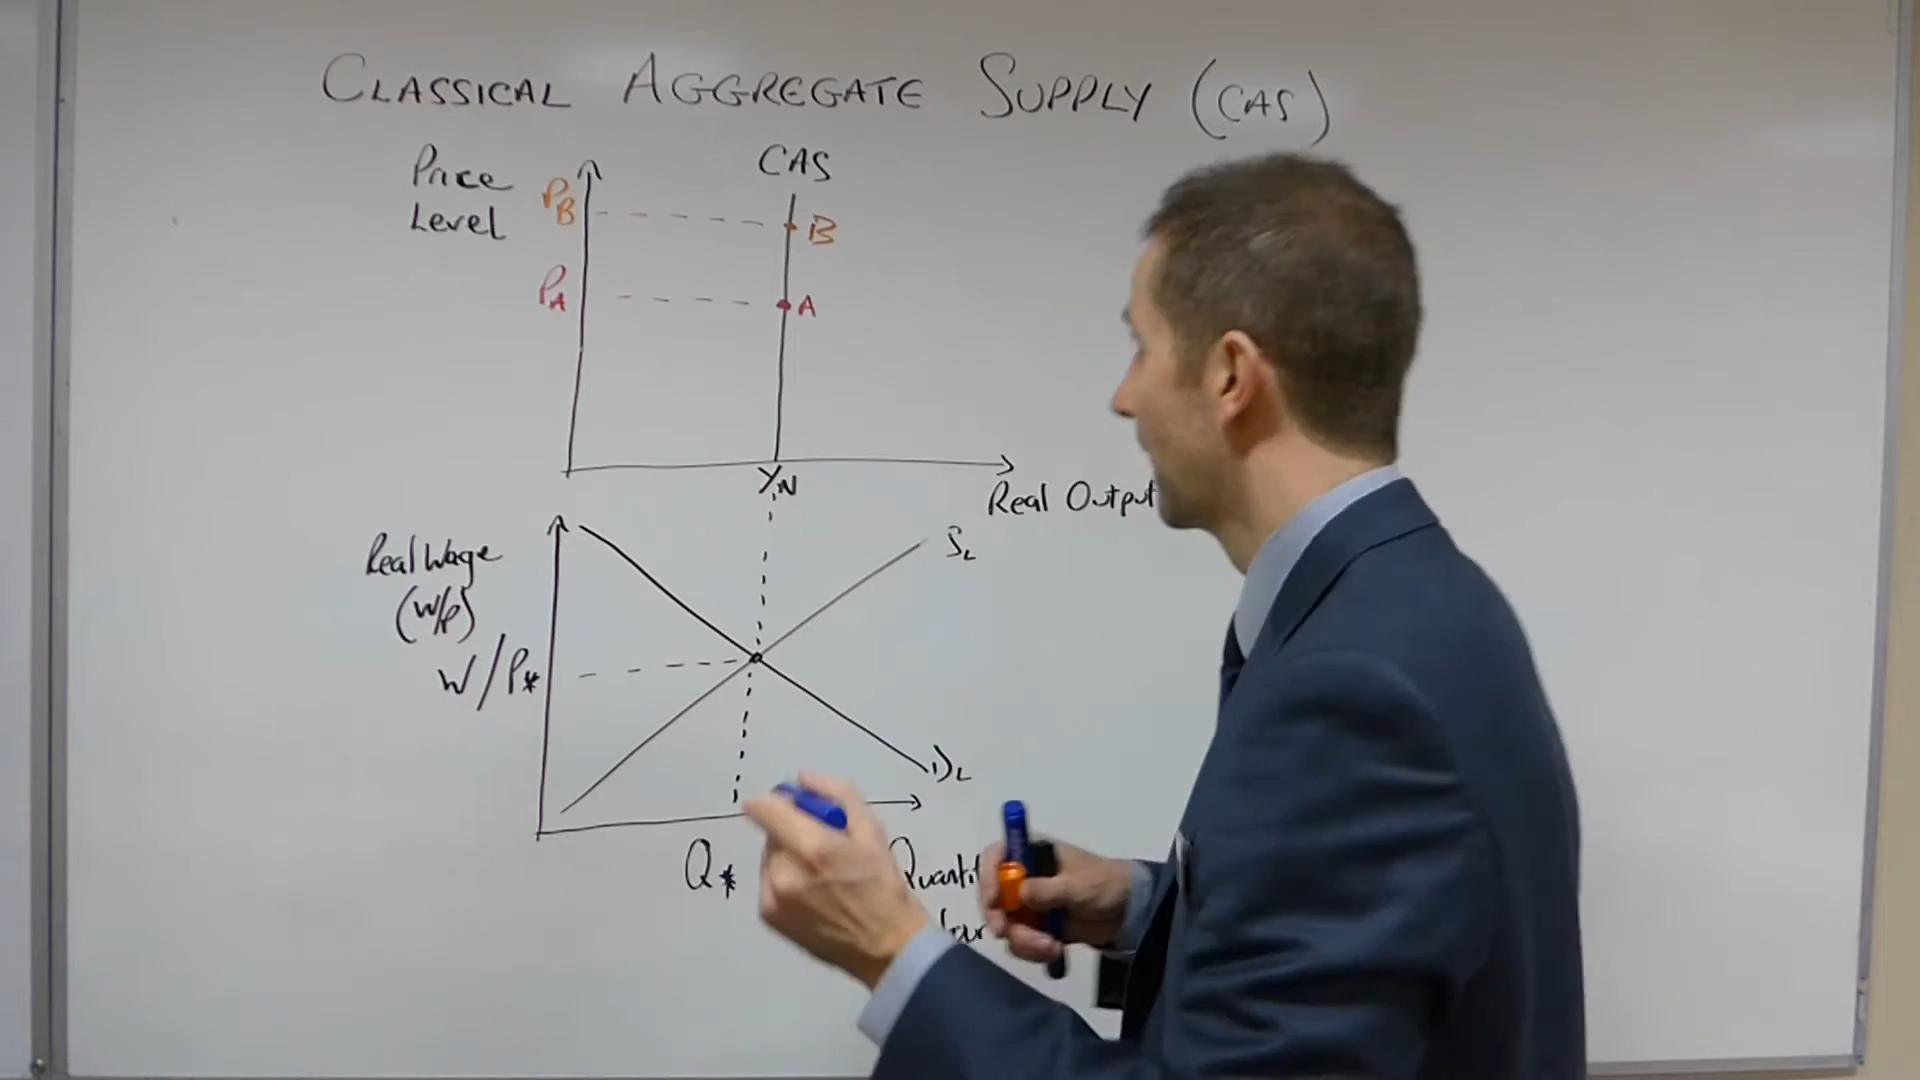 CLASSICAL AGGREGATE SUPPLY (CAS)
Price
Level
CAS
PB
B
PA
A
YN
Real Output
Real Wage
(W/P)
SL
W/P*
DL
Q*